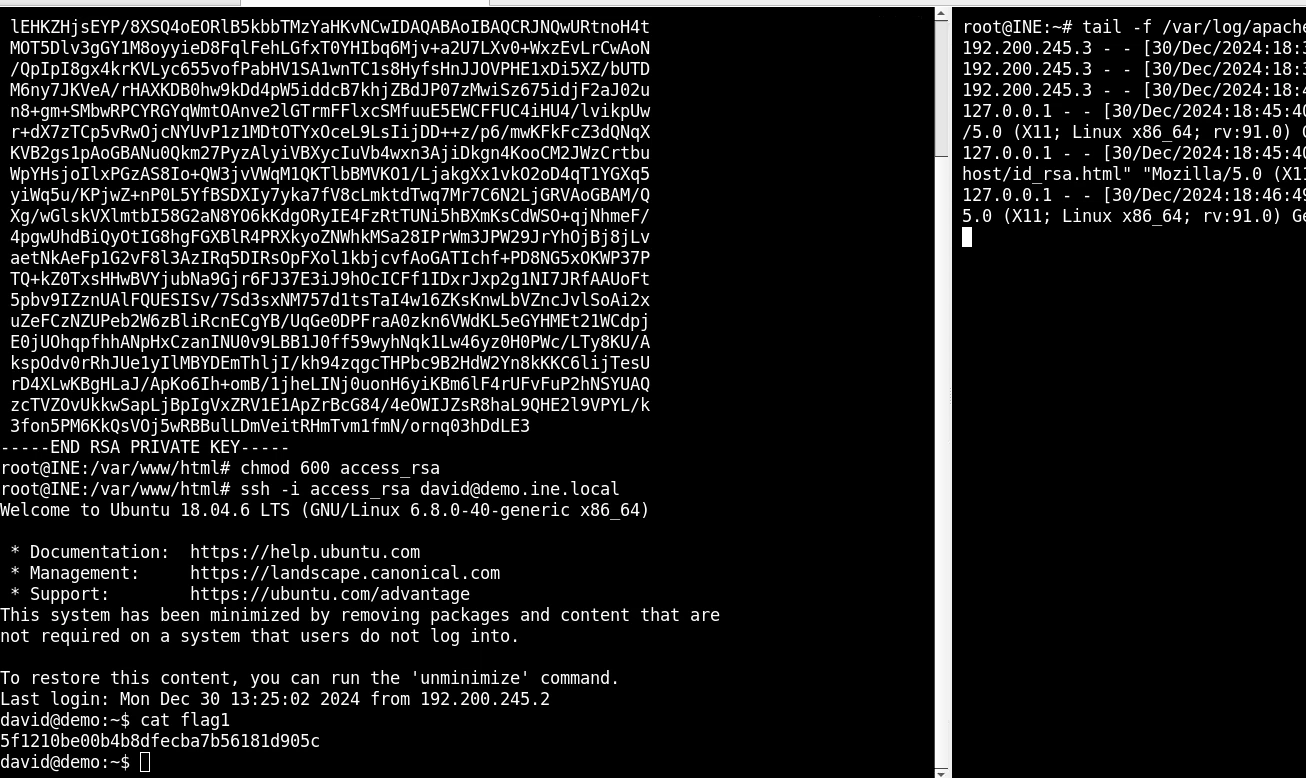 lEHKZHjsEYP/8XSQ4oEORlB5kbbTMzYaHKvNCwIDAQABAoIBAQCRJNQwURtnoH4t
MOT5Dlv3gGY1M8oyyieD8FqlFehLGfxT0YHIbq6Mjv+a2U7LXv0+WxzEvLrCwAoN
/QpIpI8gx4krKVLyc655vofPabHV1SA1wnTC1s8HyfsHnJJOVPHE1xDi5XZ/bUTD
M6ny7JKVeA/rHAXKDB0hw9kDd4pW5iddcB7khjZBdJP07zMwiSz675idjF2aJ02u
n8+gm+SMbwRPCYRGYqWmtOAnve2lGTrmFFlxcSMfuuE5EWCFFUC4iHU4/lvikpUw
r+dX7zTCp5vRwOjcNYUvP1z1MDtOTYxOceL9LsIijDD++z/p6/mwKFkFcZ3dQNqX
KVB2gs1pAoGBANu0Qkm27PyzAlyiVBXycIuVb4wxn3AjiDkgn4KooCM2JWzCrtbu
WpYHsjoIlxPGzAS8Io+QW3jvVWqM1QKTlbBMVKO1/LjakgXx1vkO2oD4qT1YGXq5
yiWq5u/KPjwZ+nP0L5YfBSDXIy7yka7fV8cLmktdTwq7Mr7C6N2LjGRVAoGBAM/Q
Xg/wGlskVXlmtbI58G2aN8YO6kKdgORyIE4FzRtTUNi5hBXmKsCdWSO+qjNhmeF/
4pgwUhdBiQyOtIG8hgFGXBlR4PRXkyoZNWhkMSa28IPrWm3JPW29JrYhOjBj8jLv
aetNkAeFp1G2vF8l3AzIRq5DIRsOpFXol1kbjcvfAoGATIchf+PD8NG5xOKWP37P
TQ+kZ0TxsHHwBVYjubNa9Gjr6FJ37E3iJ9hOcICFf1IDxrJxp2g1NI7JRfAAUoFt
5pbv9IZznUAlFQUESISv/7Sd3sxNM757d1tsTaI4w16ZKsKnwLbVZncJvlSoAi2x
uZeFCzNZUPeb2W6zBliRcnECgYB/UqGe0DPFraA0zkn6VWdKL5eGYHMEt21WCdpj
E0jUOhqpfhhANpHxCzanINU0v9LBB1J0ff59wyhNqk1Lw46yz0H0PWc/LTy8KU/A
kspOdv0rRhJUe1yIlMBYDEmThljI/kh94zqgcTHPbc9B2HdW2Yn8kKKC6lijTesU
rD4XLwKBgHLaJ/ApKo6Ih+omB/1jheLINj0uonH6yiKBm6lF4rUFvFuP2hNSYUAQ
zcTVZOvUkkwSapLjBpIgVxZRV1E1ApZrBcG84/4eOWIJZsR8haL9QHE2l9VPYL/k
3fon5PM6KkQsVOj5wRBBulLDmVeitRHmTvm1fmN/ornq03hDdLE3
-----END RSA PRIVATE KEY-----
root@INE:/var/www/html# chmod 600 access_rsa
root@INE:/var/www/html# ssh -i access_rsa david@demo.ine.local
Welcome to Ubuntu 18.04.6 LTS (GNU/Linux 6.8.0-40-generic x86_64)
* Documentation:  https://help.ubuntu.com
* Management:     https://landscape.canonical.com
* Support:        https://ubuntu.com/advantage
This system has been minimized by removing packages and content that are
not required on a system that users do not log into.
To restore this content, you can run the 'unminimize' command.
Last login: Mon Dec 30 13:25:02 2024 from 192.200.245.2
david@demo:~$ cat flag1
5f1210be00b4b8dfecba7b56181d905c
david@demo:~$
root@INE:~# tail -f /var/log/apache
192.200.245.3 - - [30/Dec/2024:18:3
192.200.245.3 - - [30/Dec/2024:18:3
192.200.245.3 - - [30/Dec/2024:18:4
127.0.0.1 - - [30/Dec/2024:18:45:40
/5.0 (X11; Linux x86_64; rv:91.0) G
127.0.0.1 - - [30/Dec/2024:18:45:40
host/id_rsa.html" "Mozilla/5.0 (X11
127.0.0.1 - - [30/Dec/2024:18:46:49
5.0 (X11; Linux x86_64; rv:91.0) Ge